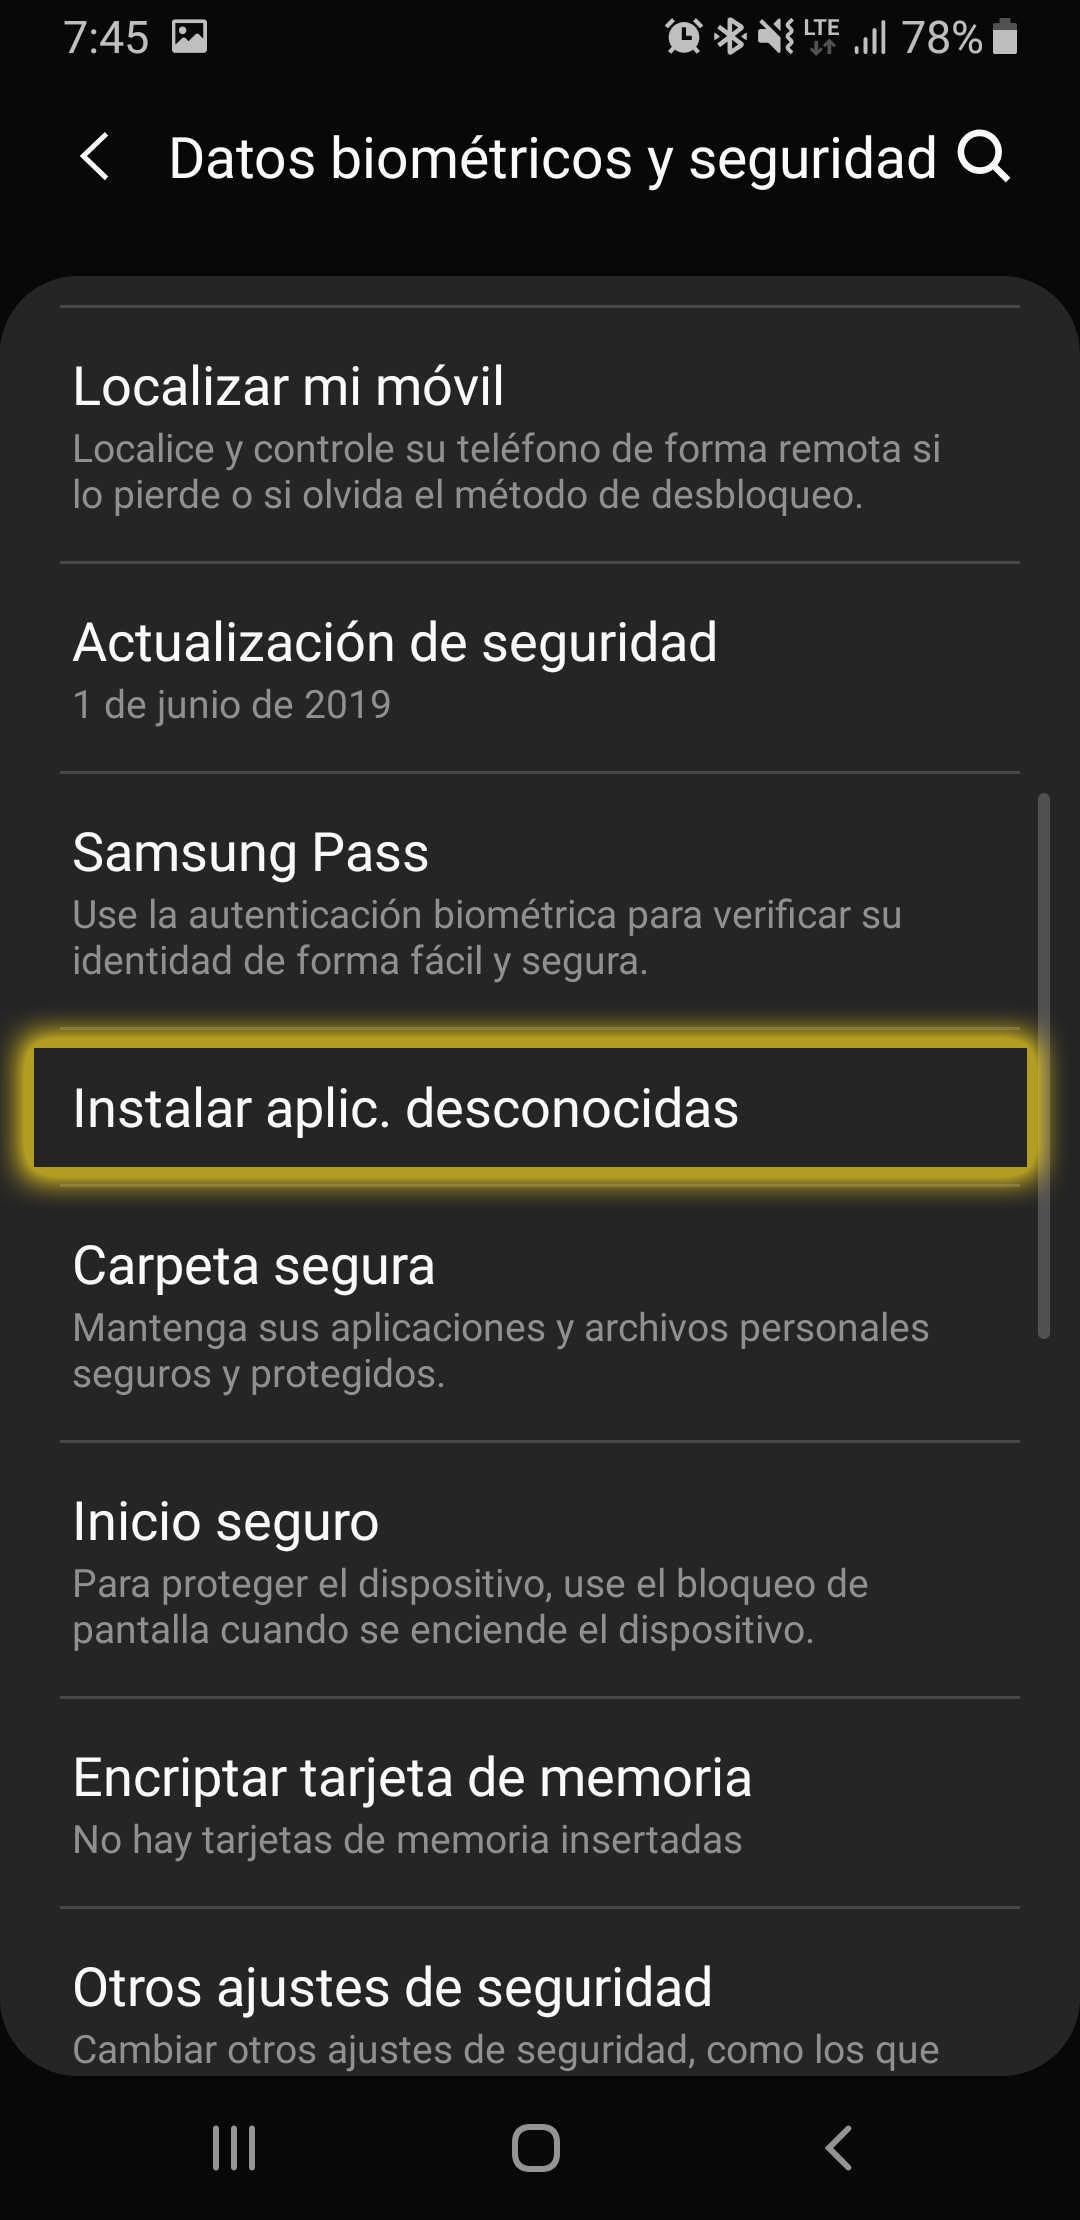 7:45 LTE 78%
Datos biométricos y seguridad
Localizar mi móvil
Localice y controle su teléfono de forma remota si
lo pierde o si olvida el método de desbloqueo.
Actualización de seguridad
1 de junio de 2019
Samsung Pass
Use la autenticación biométrica para verificar su
identidad de forma fácil y segura.
Instalar aplic. desconocidas
Carpeta segura
Mantenga sus aplicaciones y archivos personales
seguros y protegidos.
Inicio seguro
Para proteger el dispositivo, use el bloqueo de
pantalla cuando se enciende el dispositivo.
Encriptar tarjeta de memoria
No hay tarjetas de memoria insertadas
Otros ajustes de seguridad
Cambiar otros ajustes de seguridad, como los que